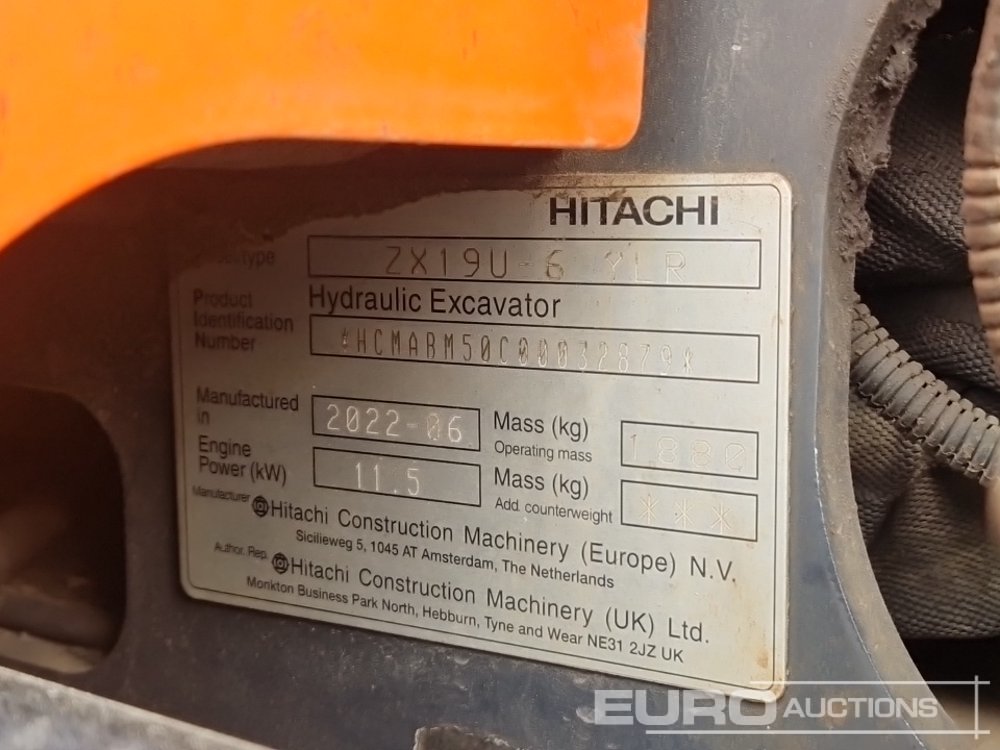 HITACHI
type ZX19U-6 YLR
Hydraulic Excavator
Product Identification Number *HCMABM50C00032879*
Manufactured in 2022-06 Mass (kg) Operating mass 1880
Engine Power (kW) 11.5 Mass (kg) Add. counterweight ***
Manufacturer Hitachi Construction Machinery (Europe) N.V.
Sicilieweg 5, 1045 AT Amsterdam, The Netherlands
Author. Rep. Hitachi Construction Machinery (UK) Ltd.
Monkton Business Park North, Hebburn, Tyne and Wear NE31 2JZ UK
EURO AUCTIONS